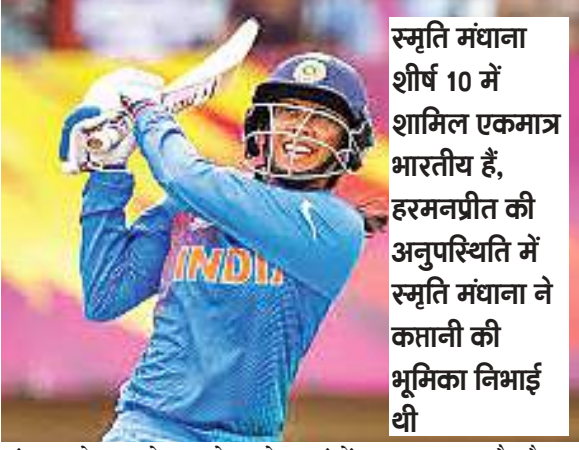 स्मृति मंधाना
शीर्ष 10 में
शामिल एकमात्र
भारतीय हैं,
हरमनप्रीत की
अनुपस्थिति में
स्मृति मंधाना ने
कप्तानी की
भूमिका निभाई
थी
INDIA